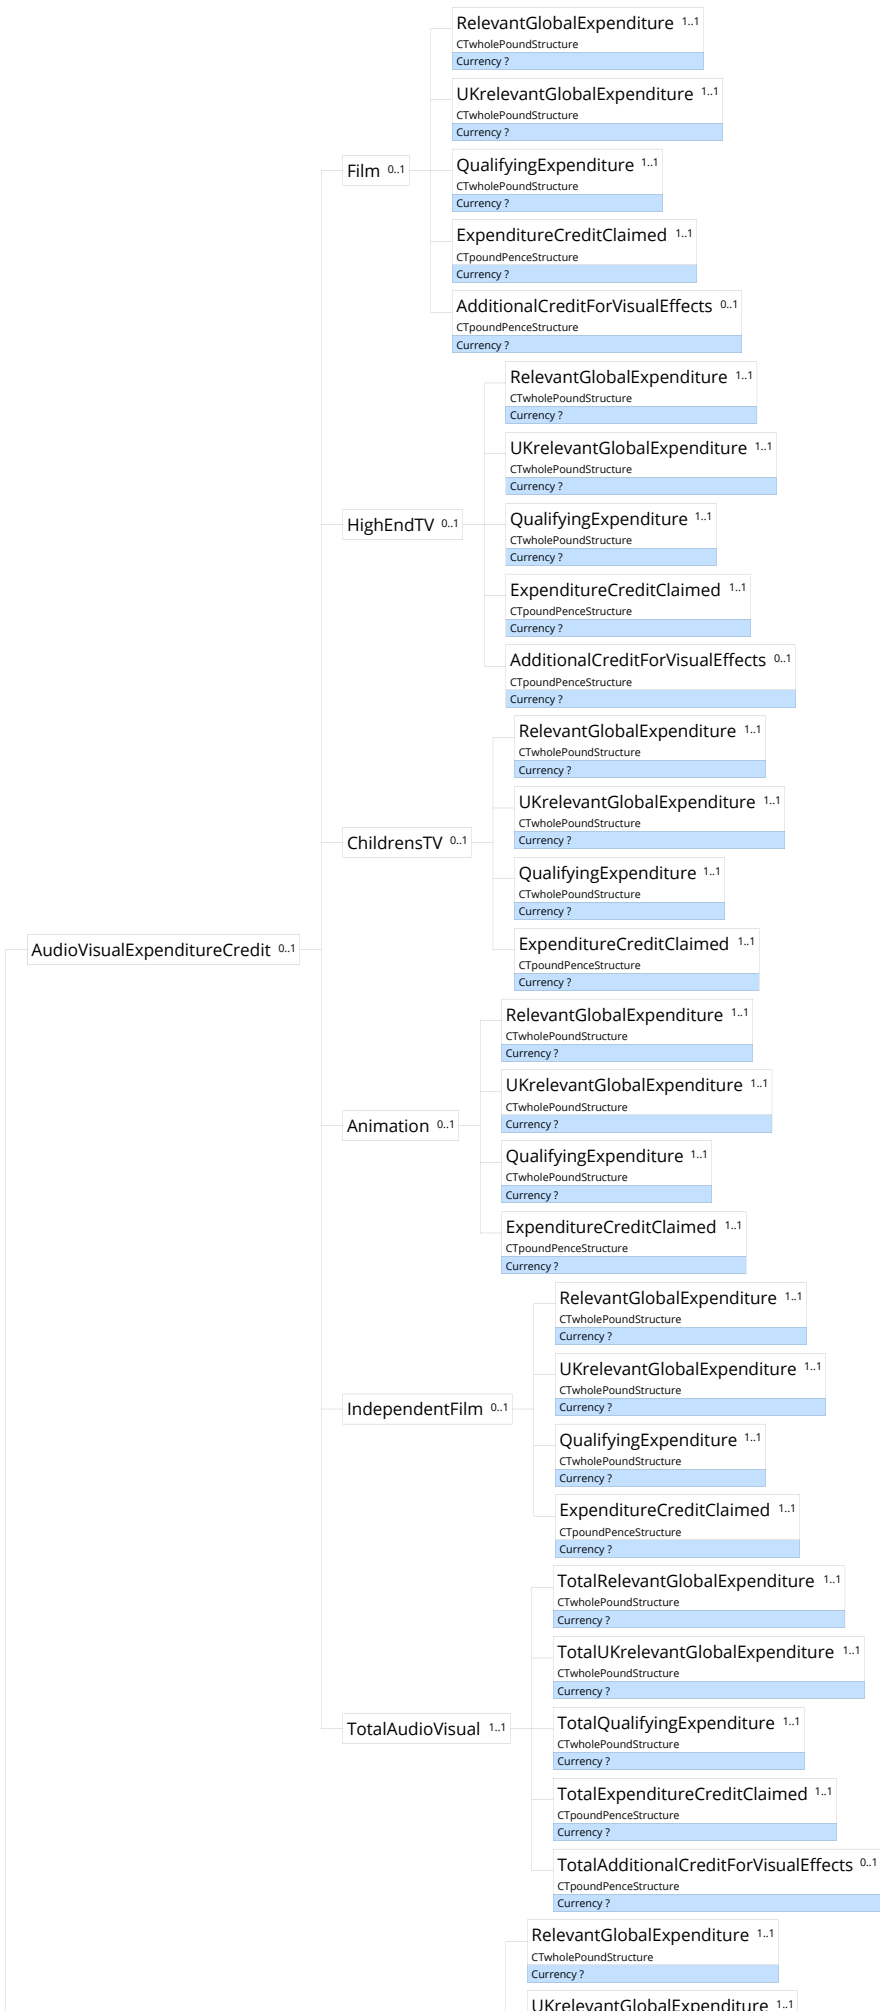 RelevantGlobalExpenditure 1..1
CTwholePoundStructure
Currency ?
UKrelevantGlobalExpenditure 1..1
CTwholePoundStructure
Currency ?
Film 0..1
QualifyingExpenditure 1..1
CTwholePoundStructure
Currency ?
ExpenditureCreditClaimed 1..1
CTpoundPenceStructure
Currency ?
AdditionalCreditForVisualEffects 0..1
CTpoundPenceStructure
Currency ?
RelevantGlobalExpenditure 1..1
CTwholePoundStructure
Currency ?
UKrelevantGlobalExpenditure 1..1
CTwholePoundStructure
Currency ?
HighEndTV 0..1
QualifyingExpenditure 1..1
CTwholePoundStructure
Currency ?
ExpenditureCreditClaimed 1..1
CTpoundPenceStructure
Currency ?
AdditionalCreditForVisualEffects 0..1
CTpoundPenceStructure
Currency ?
RelevantGlobalExpenditure 1..1
CTwholePoundStructure
Currency ?
UKrelevantGlobalExpenditure 1..1
CTwholePoundStructure
Currency ?
ChildrensTV 0..1
QualifyingExpenditure 1..1
CTwholePoundStructure
Currency ?
ExpenditureCreditClaimed 1..1
CTpoundPenceStructure
Currency ?
AudioVisualExpenditureCredit 0..1
RelevantGlobalExpenditure 1..1
CTwholePoundStructure
Currency ?
UKrelevantGlobalExpenditure 1..1
CTwholePoundStructure
Currency ?
Animation 0..1
QualifyingExpenditure 1..1
CTwholePoundStructure
Currency ?
ExpenditureCreditClaimed 1..1
CTpoundPenceStructure
Currency ?
RelevantGlobalExpenditure 1..1
CTwholePoundStructure
Currency ?
UKrelevantGlobalExpenditure 1..1
CTwholePoundStructure
Currency ?
IndependentFilm 0..1
QualifyingExpenditure 1..1
CTwholePoundStructure
Currency ?
ExpenditureCreditClaimed 1..1
CTpoundPenceStructure
Currency ?
TotalRelevantGlobalExpenditure 1..1
CTwholePoundStructure
Currency ?
TotalUKrelevantGlobalExpenditure 1..1
CTwholePoundStructure
Currency ?
TotalAudioVisual 1..1
TotalQualifyingExpenditure 1..1
CTwholePoundStructure
Currency ?
TotalExpenditureCreditClaimed 1..1
CTpoundPenceStructure
Currency ?
TotalAdditionalCreditForVisualEffects 0..1
CTpoundPenceStructure
Currency ?
RelevantGlobalExpenditure 1..1
CTwholePoundStructure
Currency ?
UKrelevantGlobalExpenditure 1..1